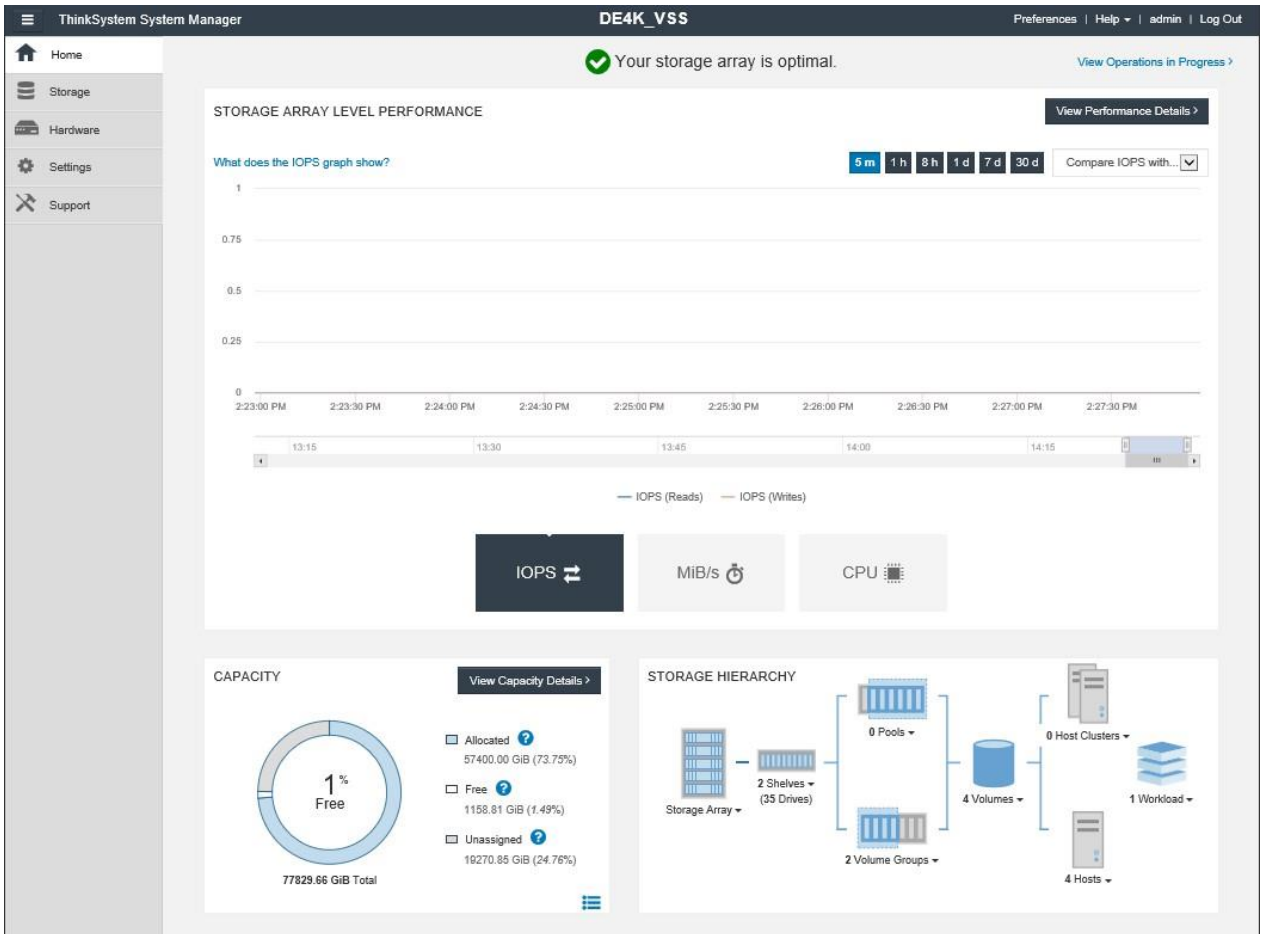 ThinkSystem System Manager
DE4K_VSS
Preferences | Help | admin | Log Out
Home
Storage
Hardware
Settings
Support
Your storage array is optimal.
View Operations in Progress >
STORAGE ARRAY LEVEL PERFORMANCE
View Performance Details >
What does the IOPS graph show?
5 m 1 h 8 h 1 d 7 d 30 d
Compare IOPS with...
1
0.75
0.5
0.25
0
2:23:00 PM 2:23:30 PM 2:24:00 PM 2:24:30 PM 2:25:00 PM 2:25:30 PM 2:26:00 PM 2:26:30 PM 2:27:00 PM 2:27:30 PM
13:15 13:30 13:45 14:00 14:15
IOPS (Reads) IOPS (Writes)
IOPS
MiB/s
CPU
CAPACITY
View Capacity Details >
1%
Free
77829.66 GiB Total
Allocated ?
57400.00 GiB (73.75%)
Free ?
1158.81 GiB (1.49%)
Unassigned ?
19270.85 GiB (24.76%)
STORAGE HIERARCHY
Storage Array
2 Shelves
(35 Drives)
0 Pools
2 Volume Groups
4 Volumes
0 Host Clusters
4 Hosts
1 Workload